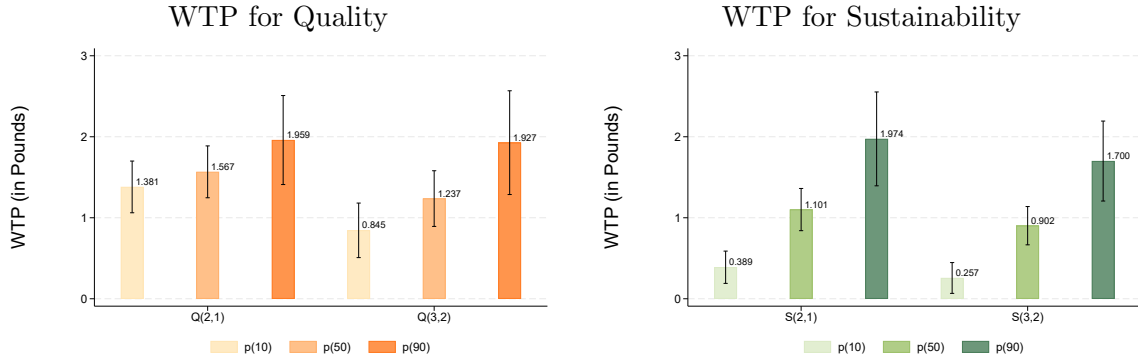 WTP for Quality
WTP (in Pounds)
3
2
1
0
1.381
1.567
1.959
0.845
1.237
1.927
Q(2,1)
Q(3,2)
p(10) p(50) p(90)
WTP for Sustainability
WTP (in Pounds)
3
2
1
0
0.389
1.101
1.974
0.257
0.902
1.700
S(2,1)
S(3,2)
p(10) p(50) p(90)